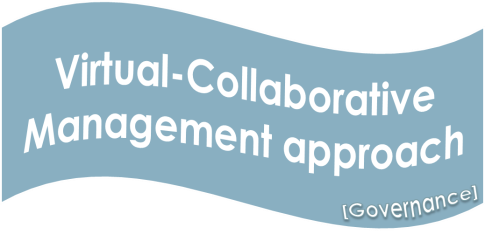 Virtual-Collaborative
Management approach
[Governance]